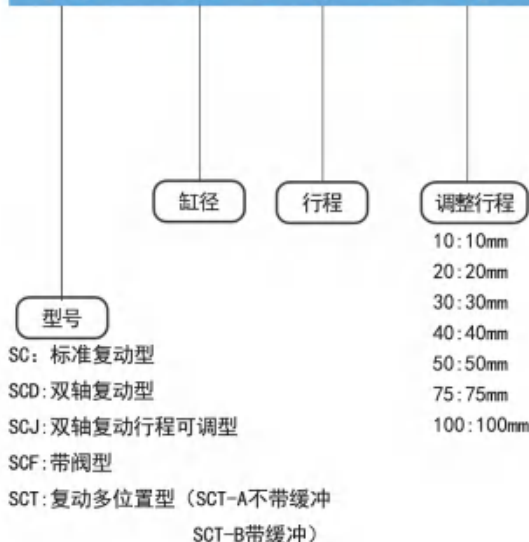 缸径
行程
调整行程
10:10mm
20:20mm
30:30mm
40:40mm
50:50mm
75:75mm
100:100mm
型号
SC: 标准复动型
SCD:双轴复动型
SCJ:双轴复动行程可调型
SCF:带阀型
SCT:复动多位置型（SCT-A不带缓冲
SCT-B带缓冲）